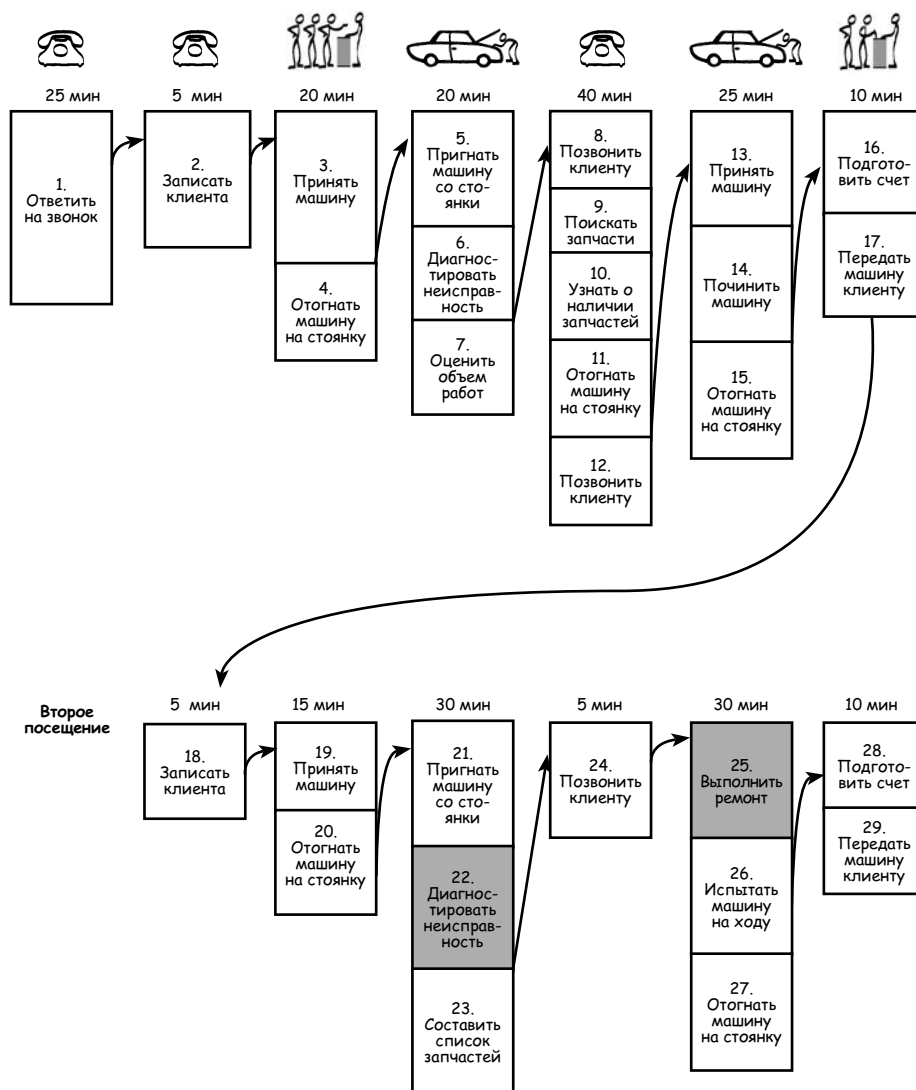 25 мин
5 мин
20 мин
20 мин
40 мин
25 мин
10 мин
1.
Ответить
на звонок
2.
Записать
клиента
3.
Принять
машину
4.
Отогнать
машину
на стоянку
5.
Пригнать
машину
со сто-
янки
6.
Диагнос-
тировать
неисправ-
ность
7.
Оценить
объем
работ
8.
Позвонить
клиенту
9.
Поискать
запчасти
10.
Узнать о
наличии
запчастей
11.
Отогнать
машину
на стоянку
12.
Позвонить
клиенту
13.
Принять
машину
14.
Починить
машину
15.
Отогнать
машину
на стоянку
16.
Подгото-
вить счет
17.
Передать
машину
клиенту
Второе
посещение
5 мин
15 мин
30 мин
5 мин
30 мин
10 мин
18.
Записать
клиента
19.
Принять
машину
20.
Отогнать
машину
на стоянку
21.
Пригнать
машину
со сто-
янки
22.
Диагнос-
тировать
неисправ-
ность
23.
Составить
список
запчастей
24.
Позвонить
клиенту
25.
Выполнить
ремонт
26.
Испытать
машину
на ходу
27.
Отогнать
машину
на стоянку
28.
Подгото-
вить счет
29.
Передать
машину
клиенту